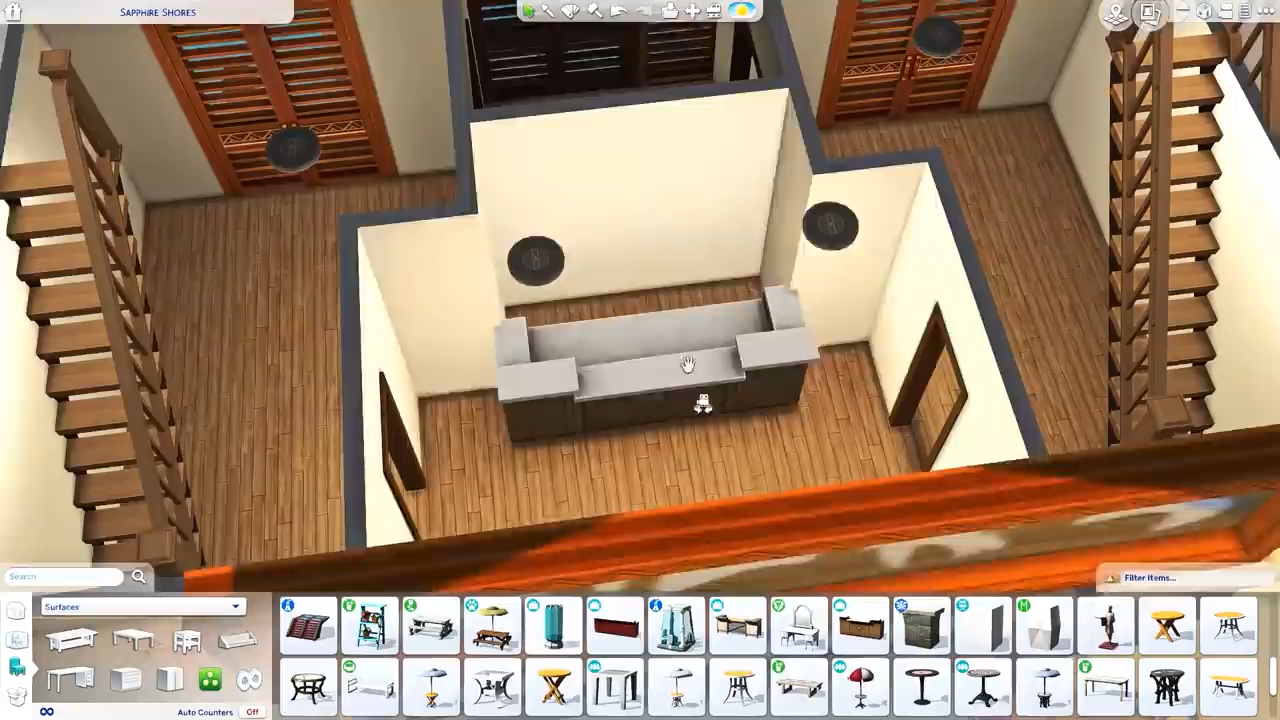 SAPPHIRE SHORES
Search
Filter Items...
Surfaces
Auto Counters
Off